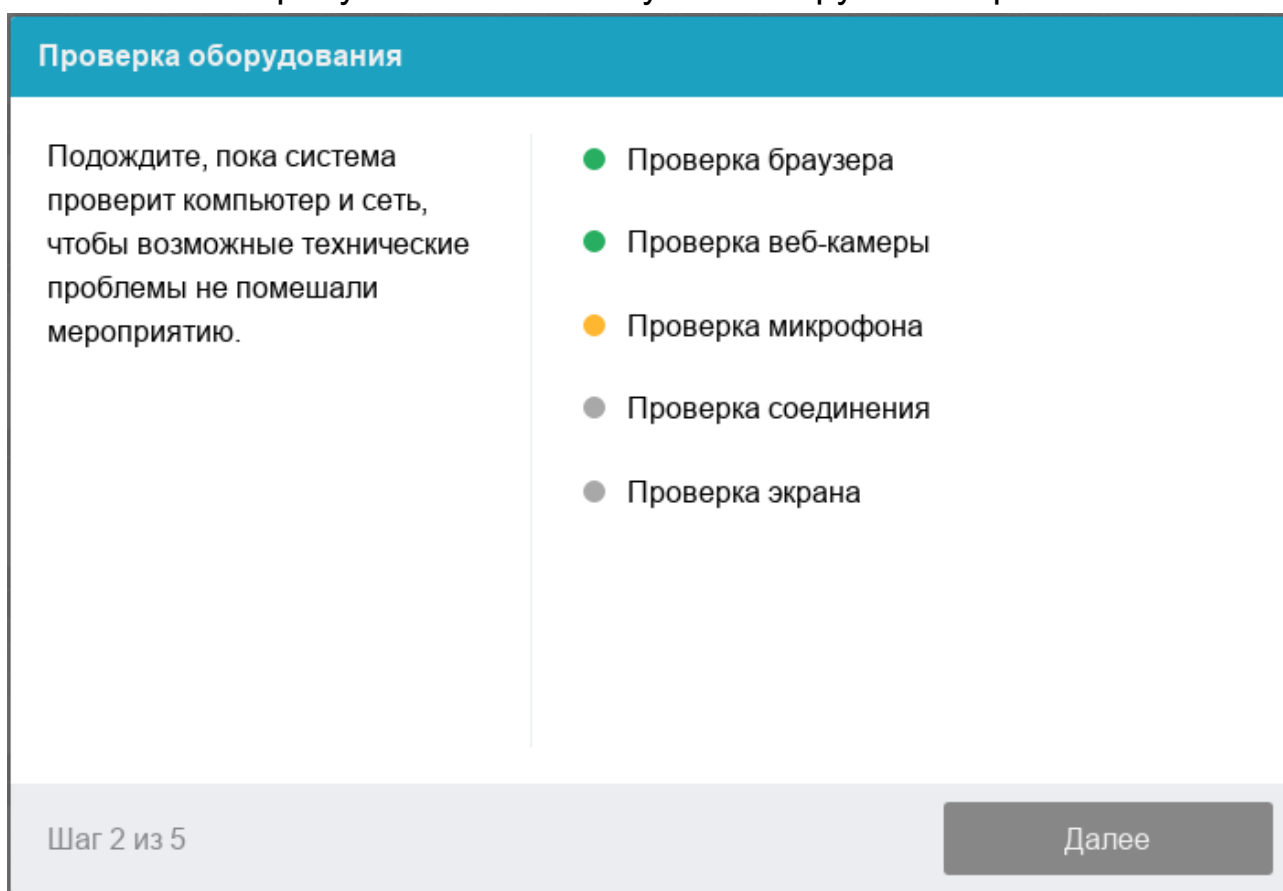 Проверка оборудования
Подождите, пока система
проверит компьютер и сеть,
чтобы возможные технические
проблемы не помешали
мероприятию.
Проверка браузера
Проверка веб-камеры
Проверка микрофона
Проверка соединения
Проверка экрана
Шаг 2 из 5
Далее